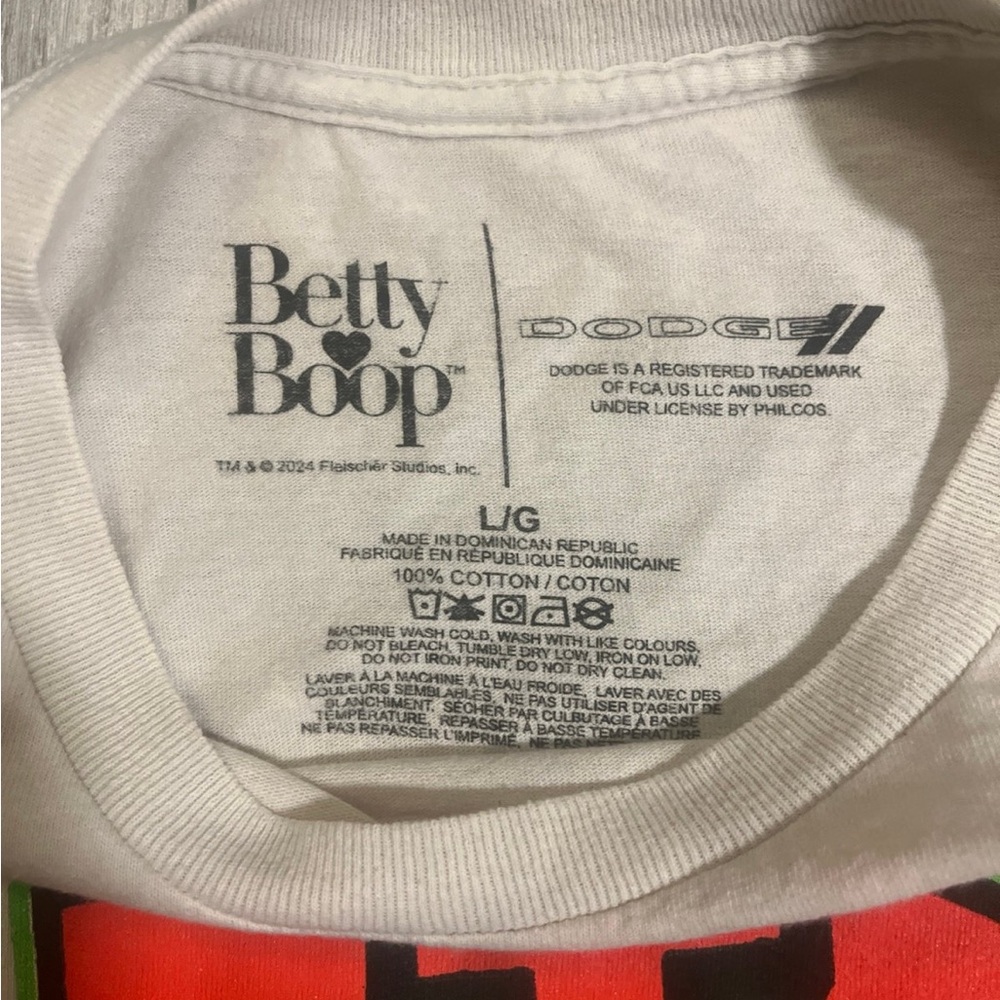 Betty
Boop™
TM & © 2024 Fleischer Studios, Inc.
DODGE
DODGE IS A REGISTERED TRADEMARK
OF FCA US LLC AND USED
UNDER LICENSE BY PHILCOS.
L/G
MADE IN DOMINICAN REPUBLIC
FABRIQUÉ EN RÉPUBLIQUE DOMINICAINE
100% COTTON / COTON
MACHINE WASH COLD, WASH WITH LIKE COLOURS,
DO NOT BLEACH, TUMBLE DRY LOW, IRON ON LOW,
DO NOT IRON PRINT, DO NOT DRY CLEAN.
LAVER À LA MACHINE À L'EAU FROIDE, LAVER AVEC DES
COULEURS SEMBLABLES, NE PAS UTILISER D'AGENT DE
BLANCHIMENT, SÉCHER PAR CULBUTAGE À BASSE
TEMPÉRATURE, REPASSER À BASSE TEMPÉRATURE
NE PAS REPASSER L'IMPRIMÉ, NE PAS